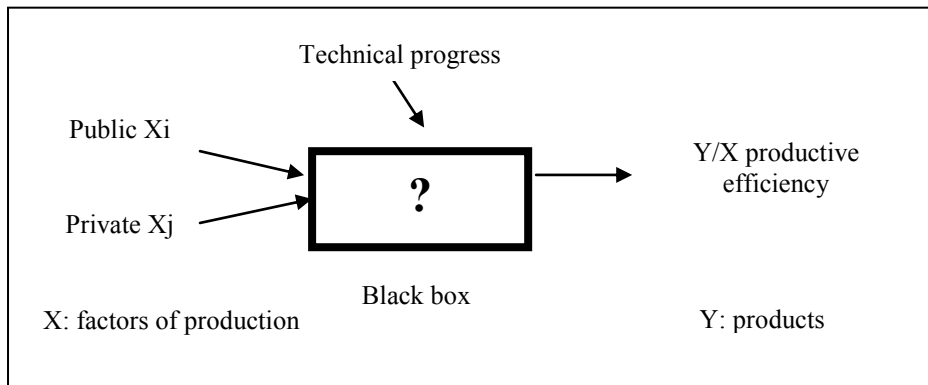 Technical progress
Public Xi
Private Xj
?
Y/X productive
efficiency
Black box
X: factors of production
Y: products